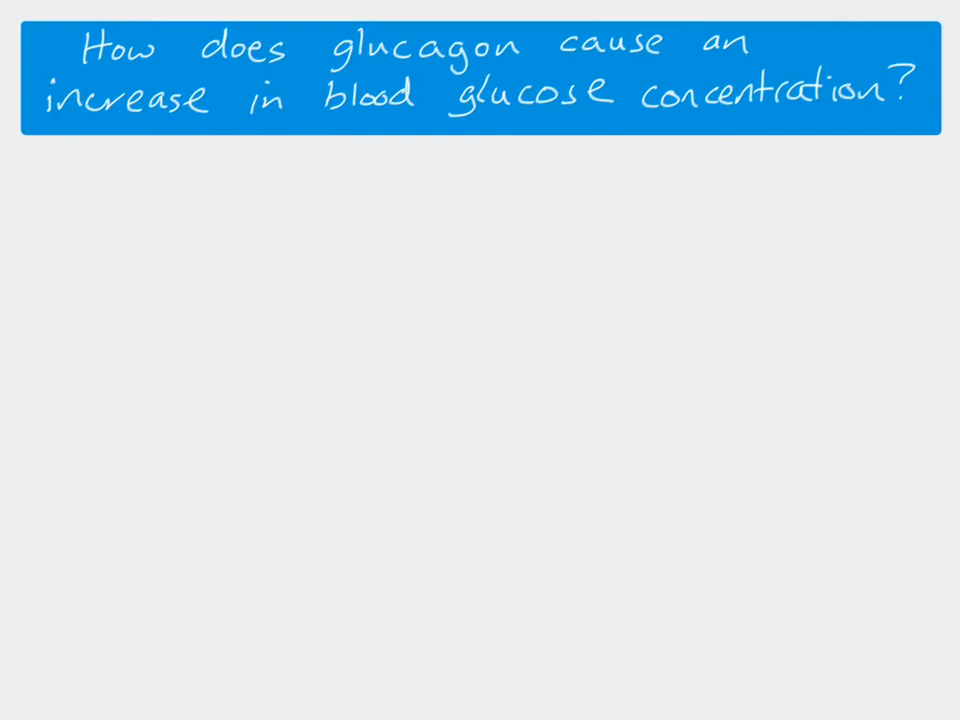 How does glucagon cause an
increase in blood glucose concentration?